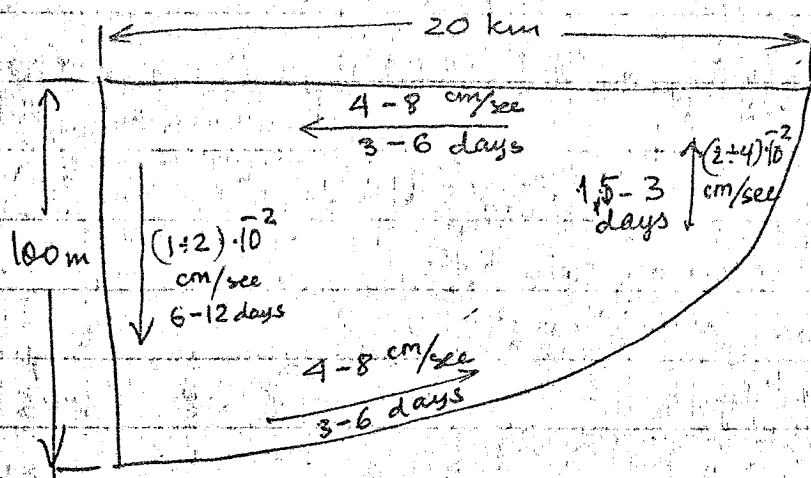 20 km
4-8 cm/sec
3-6 days
(2÷4)·10⁻²
cm/sec
1,5-3
days
100m
(1÷2)·10⁻²
cm/sec
6-12 days
4-8 cm/sec
3-6 days